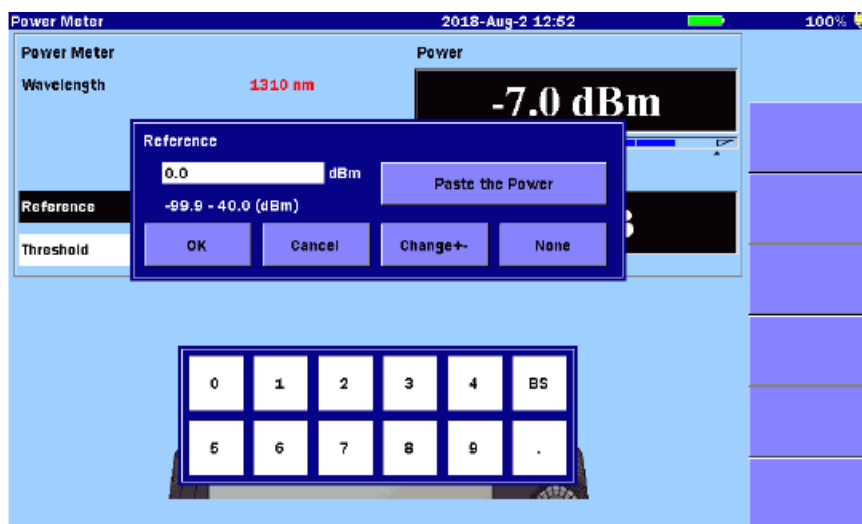 Power Meter 2018-Aug-2 12:52 100%
Power Meter Power
Wavelength 1310 nm
-7.0 dBm
Reference
0.0 dBm Paste the Power
-99.9 - 40.0 (dBm)
Reference
OK Cancel Change+- None
Threshold
0 1 2 3 4 BS
5 6 7 8 9 .